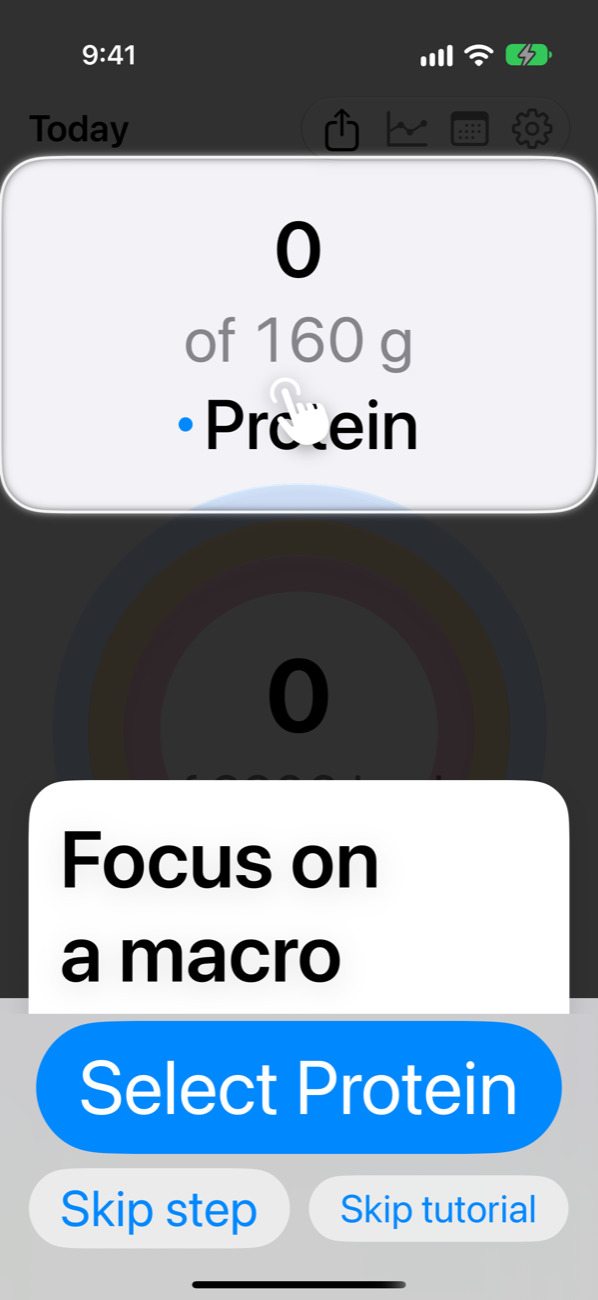 9:41
Today
0
of 160 g
Protein
0
Focus on
a macro
Select Protein
Skip step
Skip tutorial